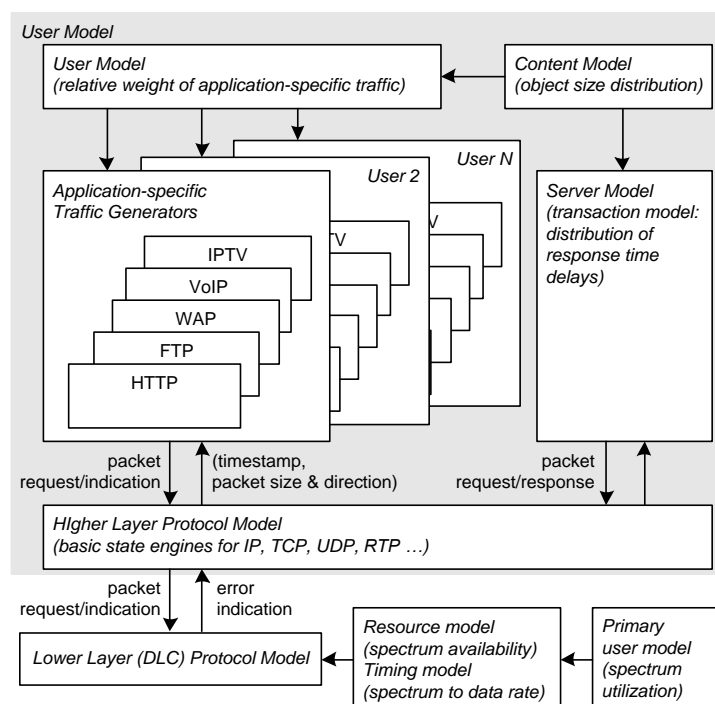 User Model
User Model
(relative weight of application-specific traffic)
Content Model
(object size distribution)
User N
User 2
Application-specific
Traffic Generators
TV
V
IPTV
VoIP
WAP
FTP
HTTP
Server Model
(transaction model:
distribution of
response time
delays)
packet
request/indication
(timestamp,
packet size & direction)
packet
request/response
HIgher Layer Protocol Model
(basic state engines for IP, TCP, UDP, RTP …)
packet
request/indication
error
indication
Lower Layer (DLC) Protocol Model
Resource model
(spectrum availability)
Timing model
(spectrum to data rate)
Primary
user model
(spectrum
utilization)